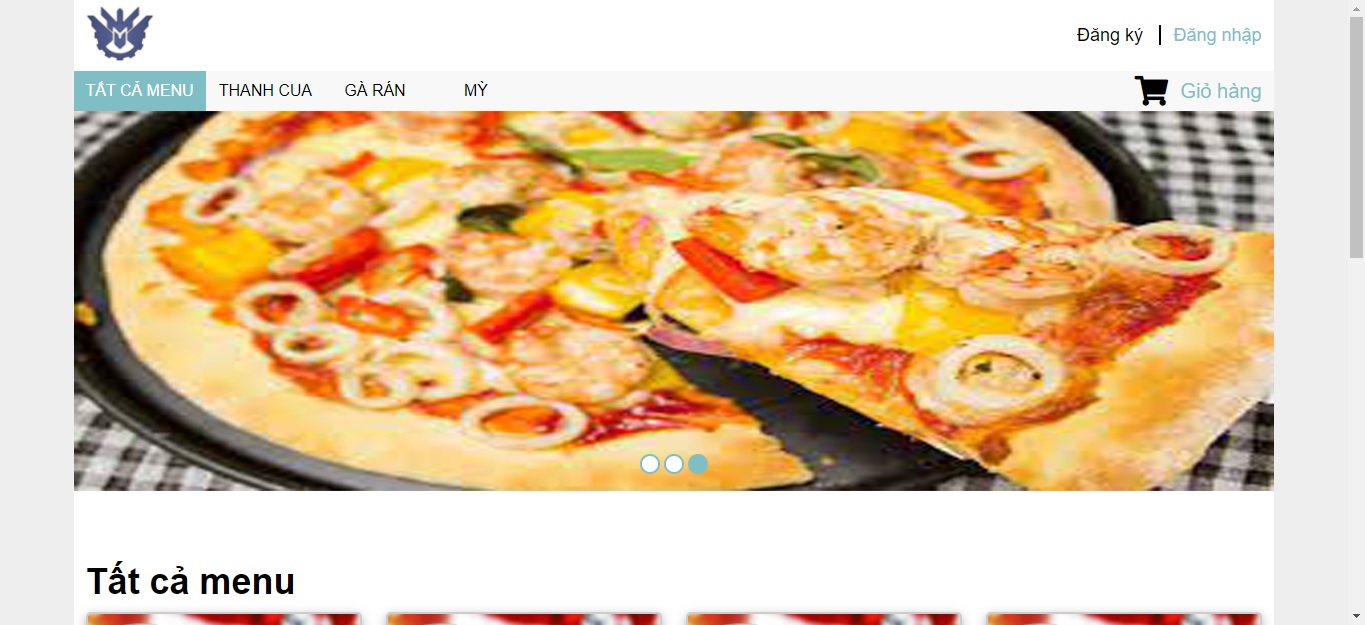 Đăng ký
Đăng nhập
TẤT CẢ MENU THANH CUA GÀ RÁN MỲ
Giỏ hàng
Tất cả menu